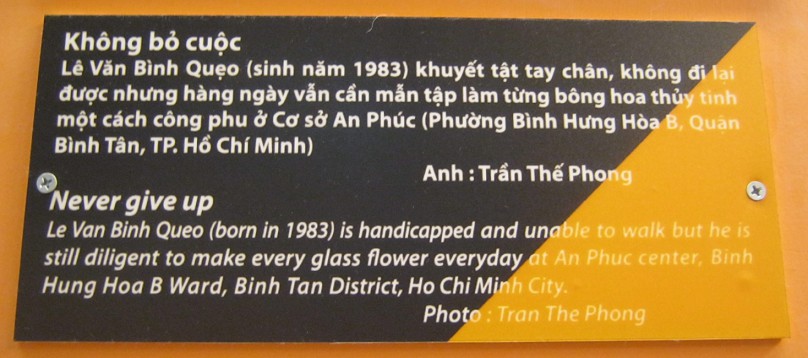 Không bỏ cuộc
Lê Văn Bình Quẹo (sinh năm 1983) khuyết tật tay chân, không đi lại
được nhưng hàng ngày vẫn cần mẫn tập làm từng bông hoa thủy tinh
một cách công phu ở Cơ sở An Phúc (Phường Bình Hưng Hòa B, Quận
Bình Tân, TP. Hồ Chí Minh)
Ảnh : Trần Thế Phong
Never give up
Le Van Binh Queo (born in 1983) is handicapped and unable to walk but he is
still diligent to make every glass flower everyday at An Phuc center, Binh
Hung Hoa B Ward, Binh Tan District, Ho Chi Minh City.
Photo : Tran The Phong